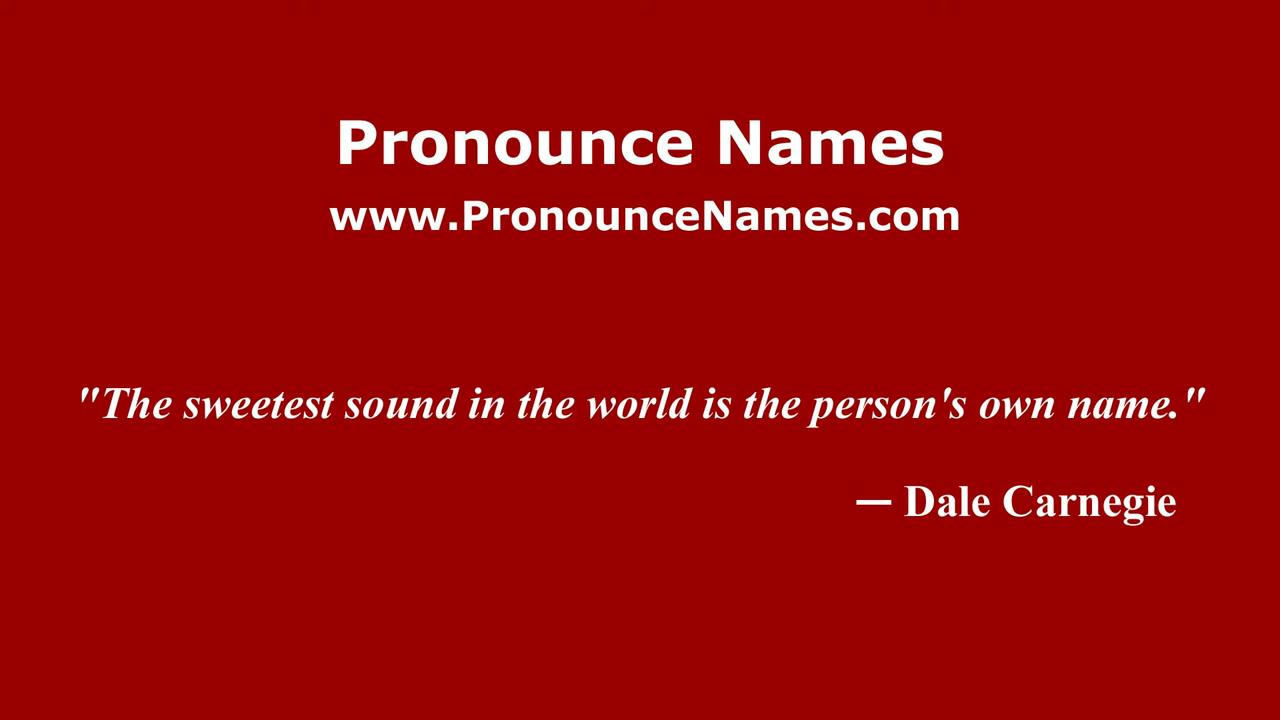 Pronounce Names
www.PronounceNames.com
"The sweetest sound in the world is the person's own name."
— Dale Carnegie